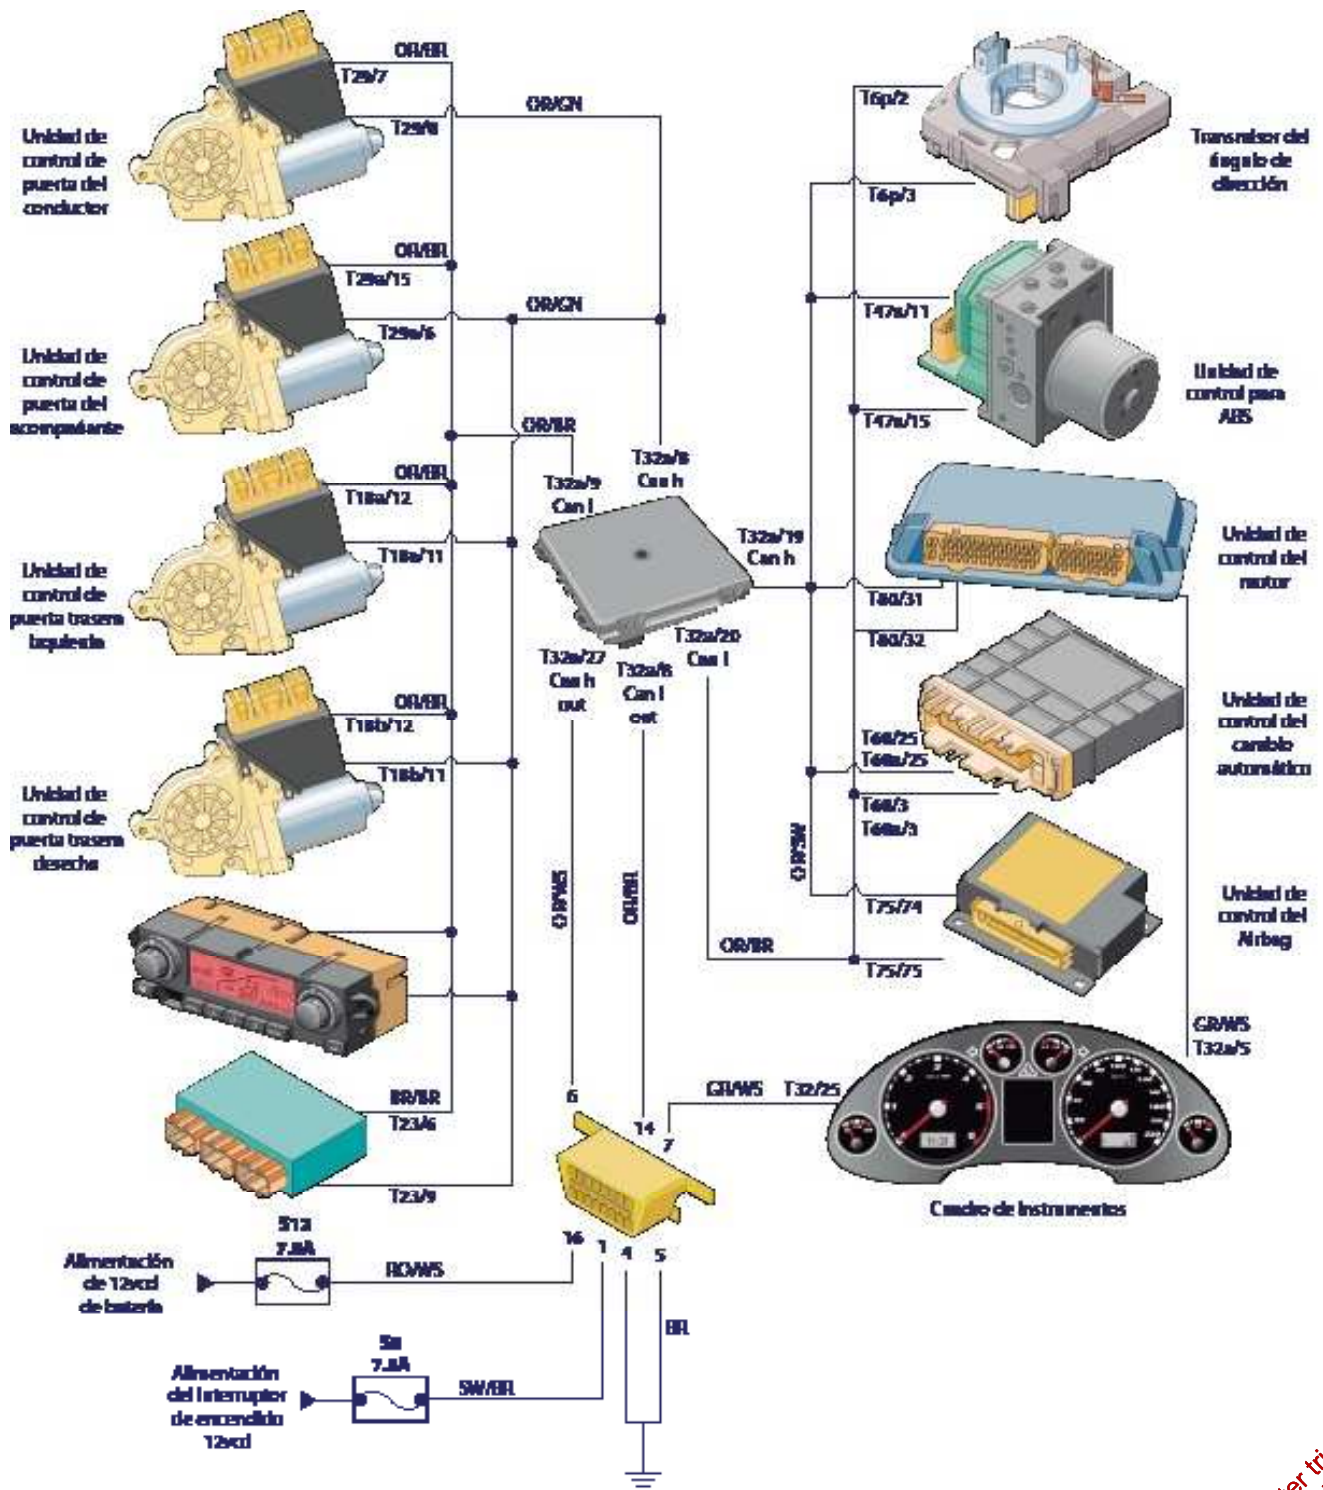 OR/BR
T29/7
OR/GN
T29/8
Unidad de
control de
puerta del
conductor
OR/BR
T29a/15
OR/GN
T29a/6
Unidad de
control de
puerta del
acompañante
OR/BR
T32a/9
Can l
T32a/8
Can h
OR/BR
T18a/12
T18a/11
Unidad de
control de
puerta trasera
izquierda
T32a/19
Can h
T32a/20
Can l
T32a/27
Can h
out
T32a/6
Can l
out
OR/BR
T18b/12
T18b/11
Unidad de
control de
puerta trasera
desecha
OR/WS
OR/BR
OR/BR
OR/SW
BR/BR
T23/6
T23/9
T6p/2
T6p/3
Transmisor del
ángulo de
dirección
T47a/11
T47a/15
Unidad de
control para
ABS
T80/31
T80/32
Unidad de
control del
motor
T68/25
T68a/25
T68/3
T68a/3
Unidad de
control del
cambio
automático
T75/74
T75/75
Unidad de
control del
Airbag
GR/WS
T32a/5
GR/WS T32/25
Cuadro de Instrumentos
6
14
7
16
1
4
5
Alimentación
de 12vcd
de batería
RO/WS
BR
Alimentación
del Interruptor
de encendido
12vcd
SW/BR